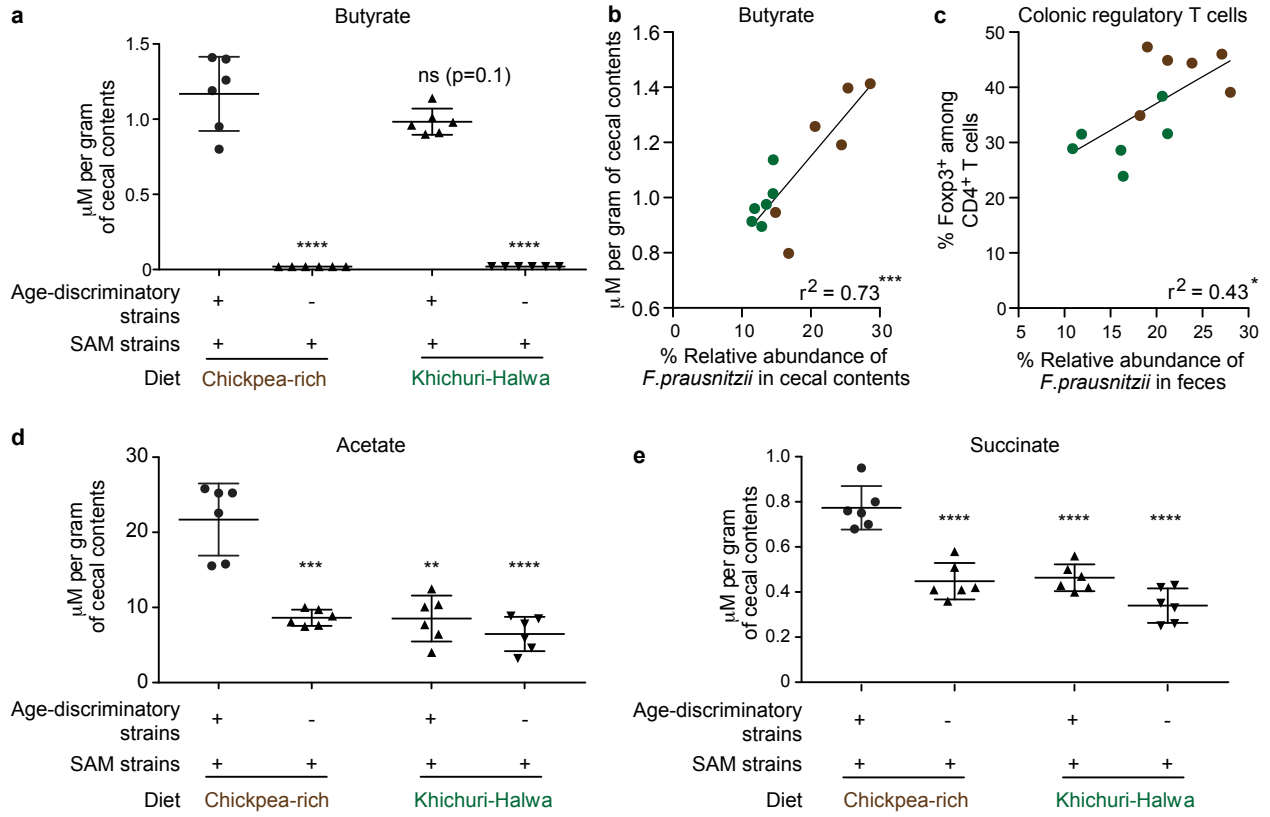 a
Butyrate
1.5
1.0
0.5
0
µM per gram
of cecal contents
ns (p=0.1)
****
****
Age-discriminatory
strains
+ - + -
SAM strains + + + +
Diet Chickpea-rich Khichuri-Halwa
b
Butyrate
1.6
1.4
1.2
1.0
0.8
0.6
µM per gram of cecal contents
r² = 0.73***
0 10 20 30
% Relative abundance of
F.prausnitzii in cecal contents
c
Colonic regulatory T cells
50
40
30
20
10
0
% Foxp3⁺ among
CD4⁺ T cells
r² = 0.43*
5 10 15 20 25 30
% Relative abundance of
F.prausnitzii in feces
d
Acetate
30
20
10
0
µM per gram
of cecal contents
*** ** ****
Age-discriminatory
strains
+ - + -
SAM strains + + + +
Diet Chickpea-rich Khichuri-Halwa
e
Succinate
1.0
0.8
0.6
0.4
0.2
0
µM per gram
of cecal contents
**** **** ****
Age-discriminatory
strains
+ - + -
SAM strains + + + +
Diet Chickpea-rich Khichuri-Halwa